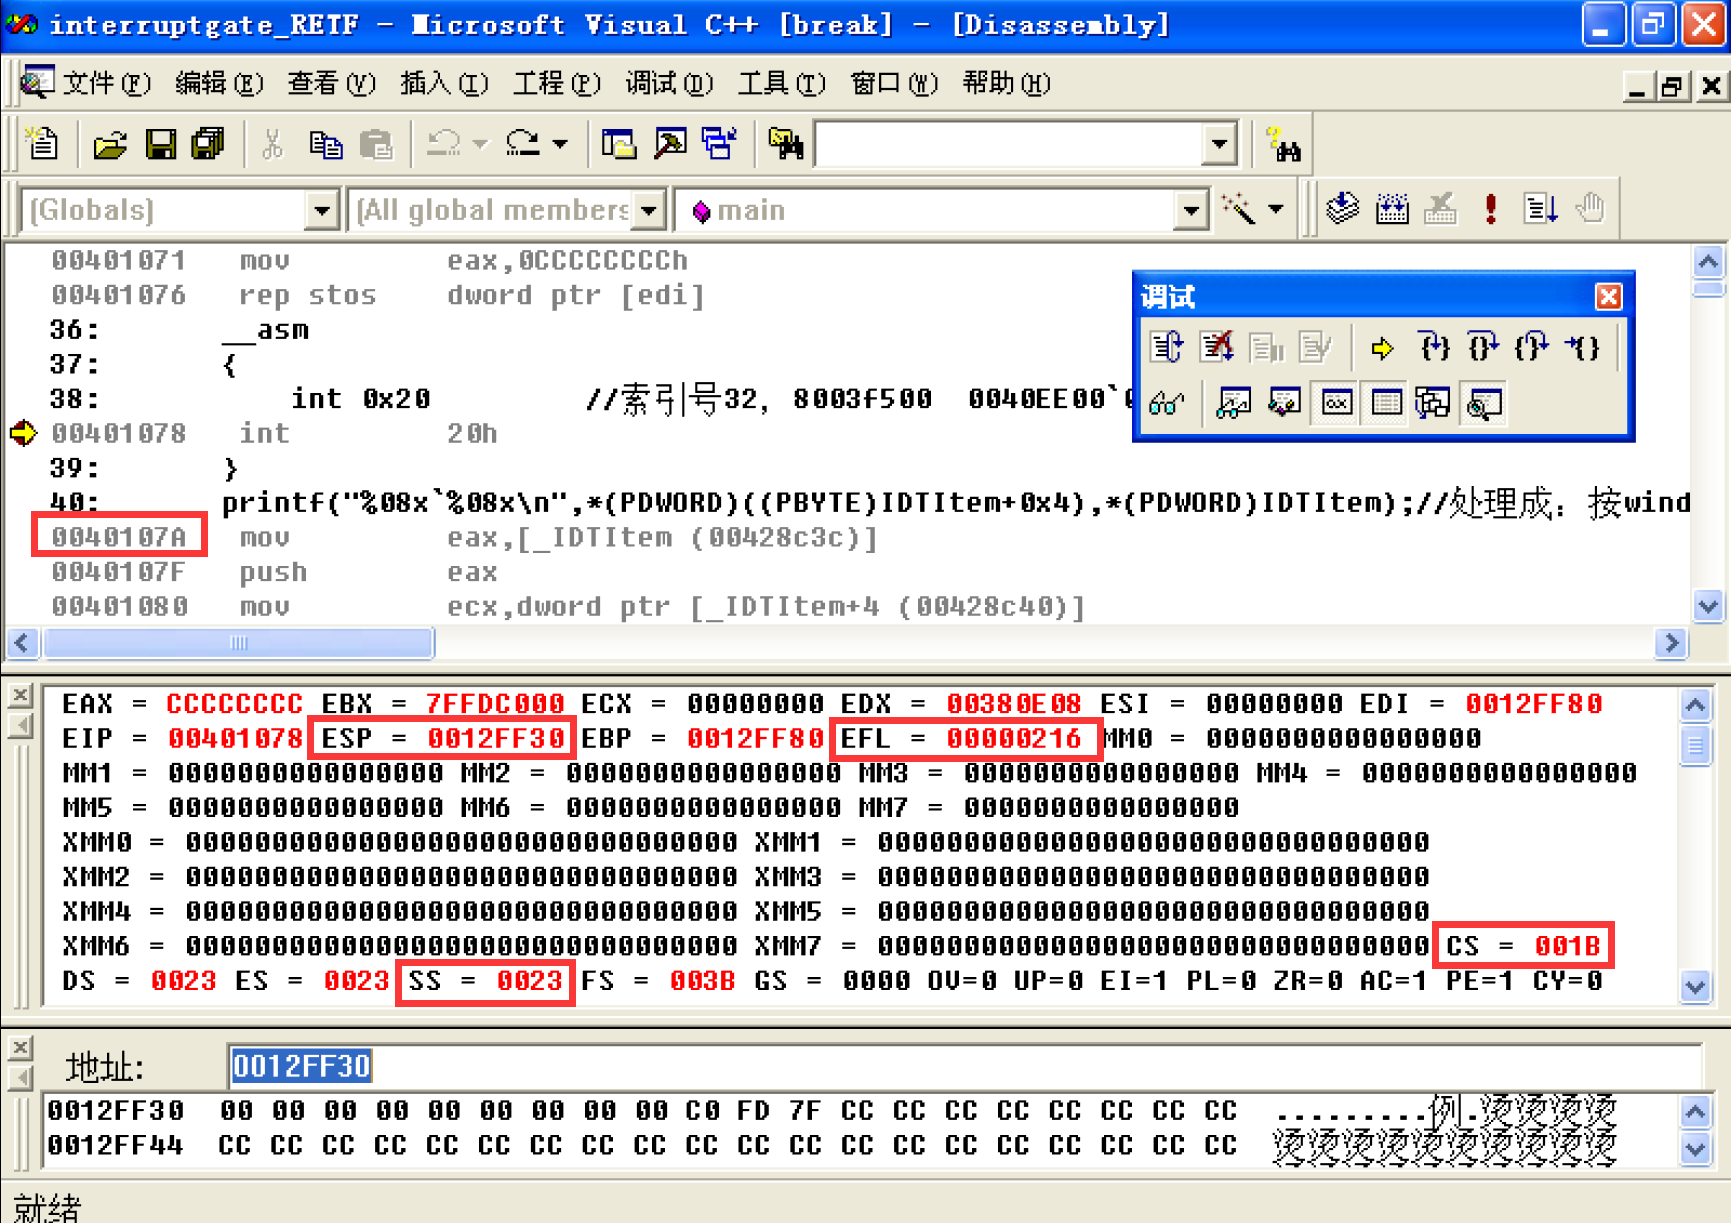 interruptgate_RETF - Microsoft Visual C++ [break] - [Disassembly]
文件(F) 编辑(E) 查看(V) 插入(I) 工程(P) 调试(D) 工具(T) 窗口(W) 帮助(H)
(Globals) (All global members main
00401071 mov eax,0CCCCCCCCh
00401076 rep stos dword ptr [edi]
36: __asm
37: {
38: int 0x20 //索引号32, 8003f500 0040EE00`
00401078 int 20h
39: }
40: printf("%08x`%08x\n",*(PDWORD)((PBYTE)IDTItem+0x4),*(PDWORD)IDTItem);//处理成: 按wind
0040107A mov eax,[_IDTItem (00428c3c)]
0040107F push eax
00401080 mov ecx,dword ptr [_IDTItem+4 (00428c40)]
调试
EAX = CCCCCCCC EBX = 7FFDC000 ECX = 00000000 EDX = 00380E08 ESI = 00000000 EDI = 0012FF80
EIP = 00401078 ESP = 0012FF30 EBP = 0012FF80 EFL = 00000216 MM0 = 0000000000000000
MM1 = 0000000000000000 MM2 = 0000000000000000 MM3 = 0000000000000000 MM4 = 0000000000000000
MM5 = 0000000000000000 MM6 = 0000000000000000 MM7 = 0000000000000000
XMM0 = 00000000000000000000000000000000 XMM1 = 00000000000000000000000000000000
XMM2 = 00000000000000000000000000000000 XMM3 = 00000000000000000000000000000000
XMM4 = 00000000000000000000000000000000 XMM5 = 00000000000000000000000000000000
XMM6 = 00000000000000000000000000000000 XMM7 = 00000000000000000000000000000000 CS = 001B
DS = 0023 ES = 0023 SS = 0023 FS = 003B GS = 0000 OV=0 UP=0 EI=1 PL=0 ZR=0 AC=1 PE=1 CY=0
地址: 0012FF30
0012FF30 00 00 00 00 00 00 00 00 00 C0 FD 7F CC CC CC CC CC CC CC CC .........例.烫烫烫烫
0012FF44 CC CC CC CC CC CC CC CC CC CC CC CC CC CC CC CC CC CC CC CC 烫烫烫烫烫烫烫烫烫烫
就绪